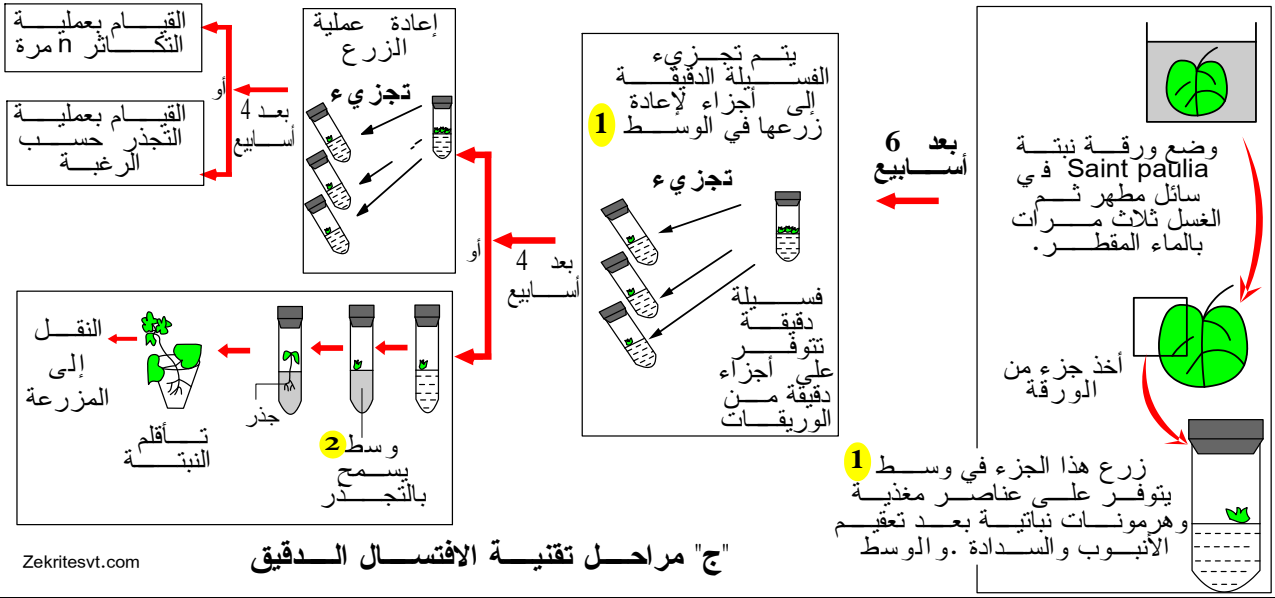 وضع ورقة نبتة
Saint paulia في
سائل مطهر ثم
الغسل ثلاث مرات
بالماء المقطر.
أخذ جزء من
الورقة
زرع هذا الجزء في وسط 1
يتوفر على عناصر مغذية
وهرمونات نباتية بعد تعقيم
الأنبوب والسدادة .والوسط
بعد 6
أسابيع
يتم تجزيء
الفسيلة الدقيقة
إلى أجزاء لإعادة
زرعها في الوسط 1
تجزيء
فسيلة
دقيقة
تتوفر
على أجزاء
دقيقة من
الوريقات
بعد 4
أسابيع
أو
إعادة عملية
الزرع
تجزيء
بعد 4
أسابيع
أو
القيام بعملية
التكاثر n مرة
القيام بعملية
التجذر حسب
الرغبة
وسط 2
يسمح
بالتجذر
جذر
تأقلم
النبتة
النقل
إلى
المزرعة
"ج" مراحل تقنية الافتسال الدقيق
Zekritesvt.com